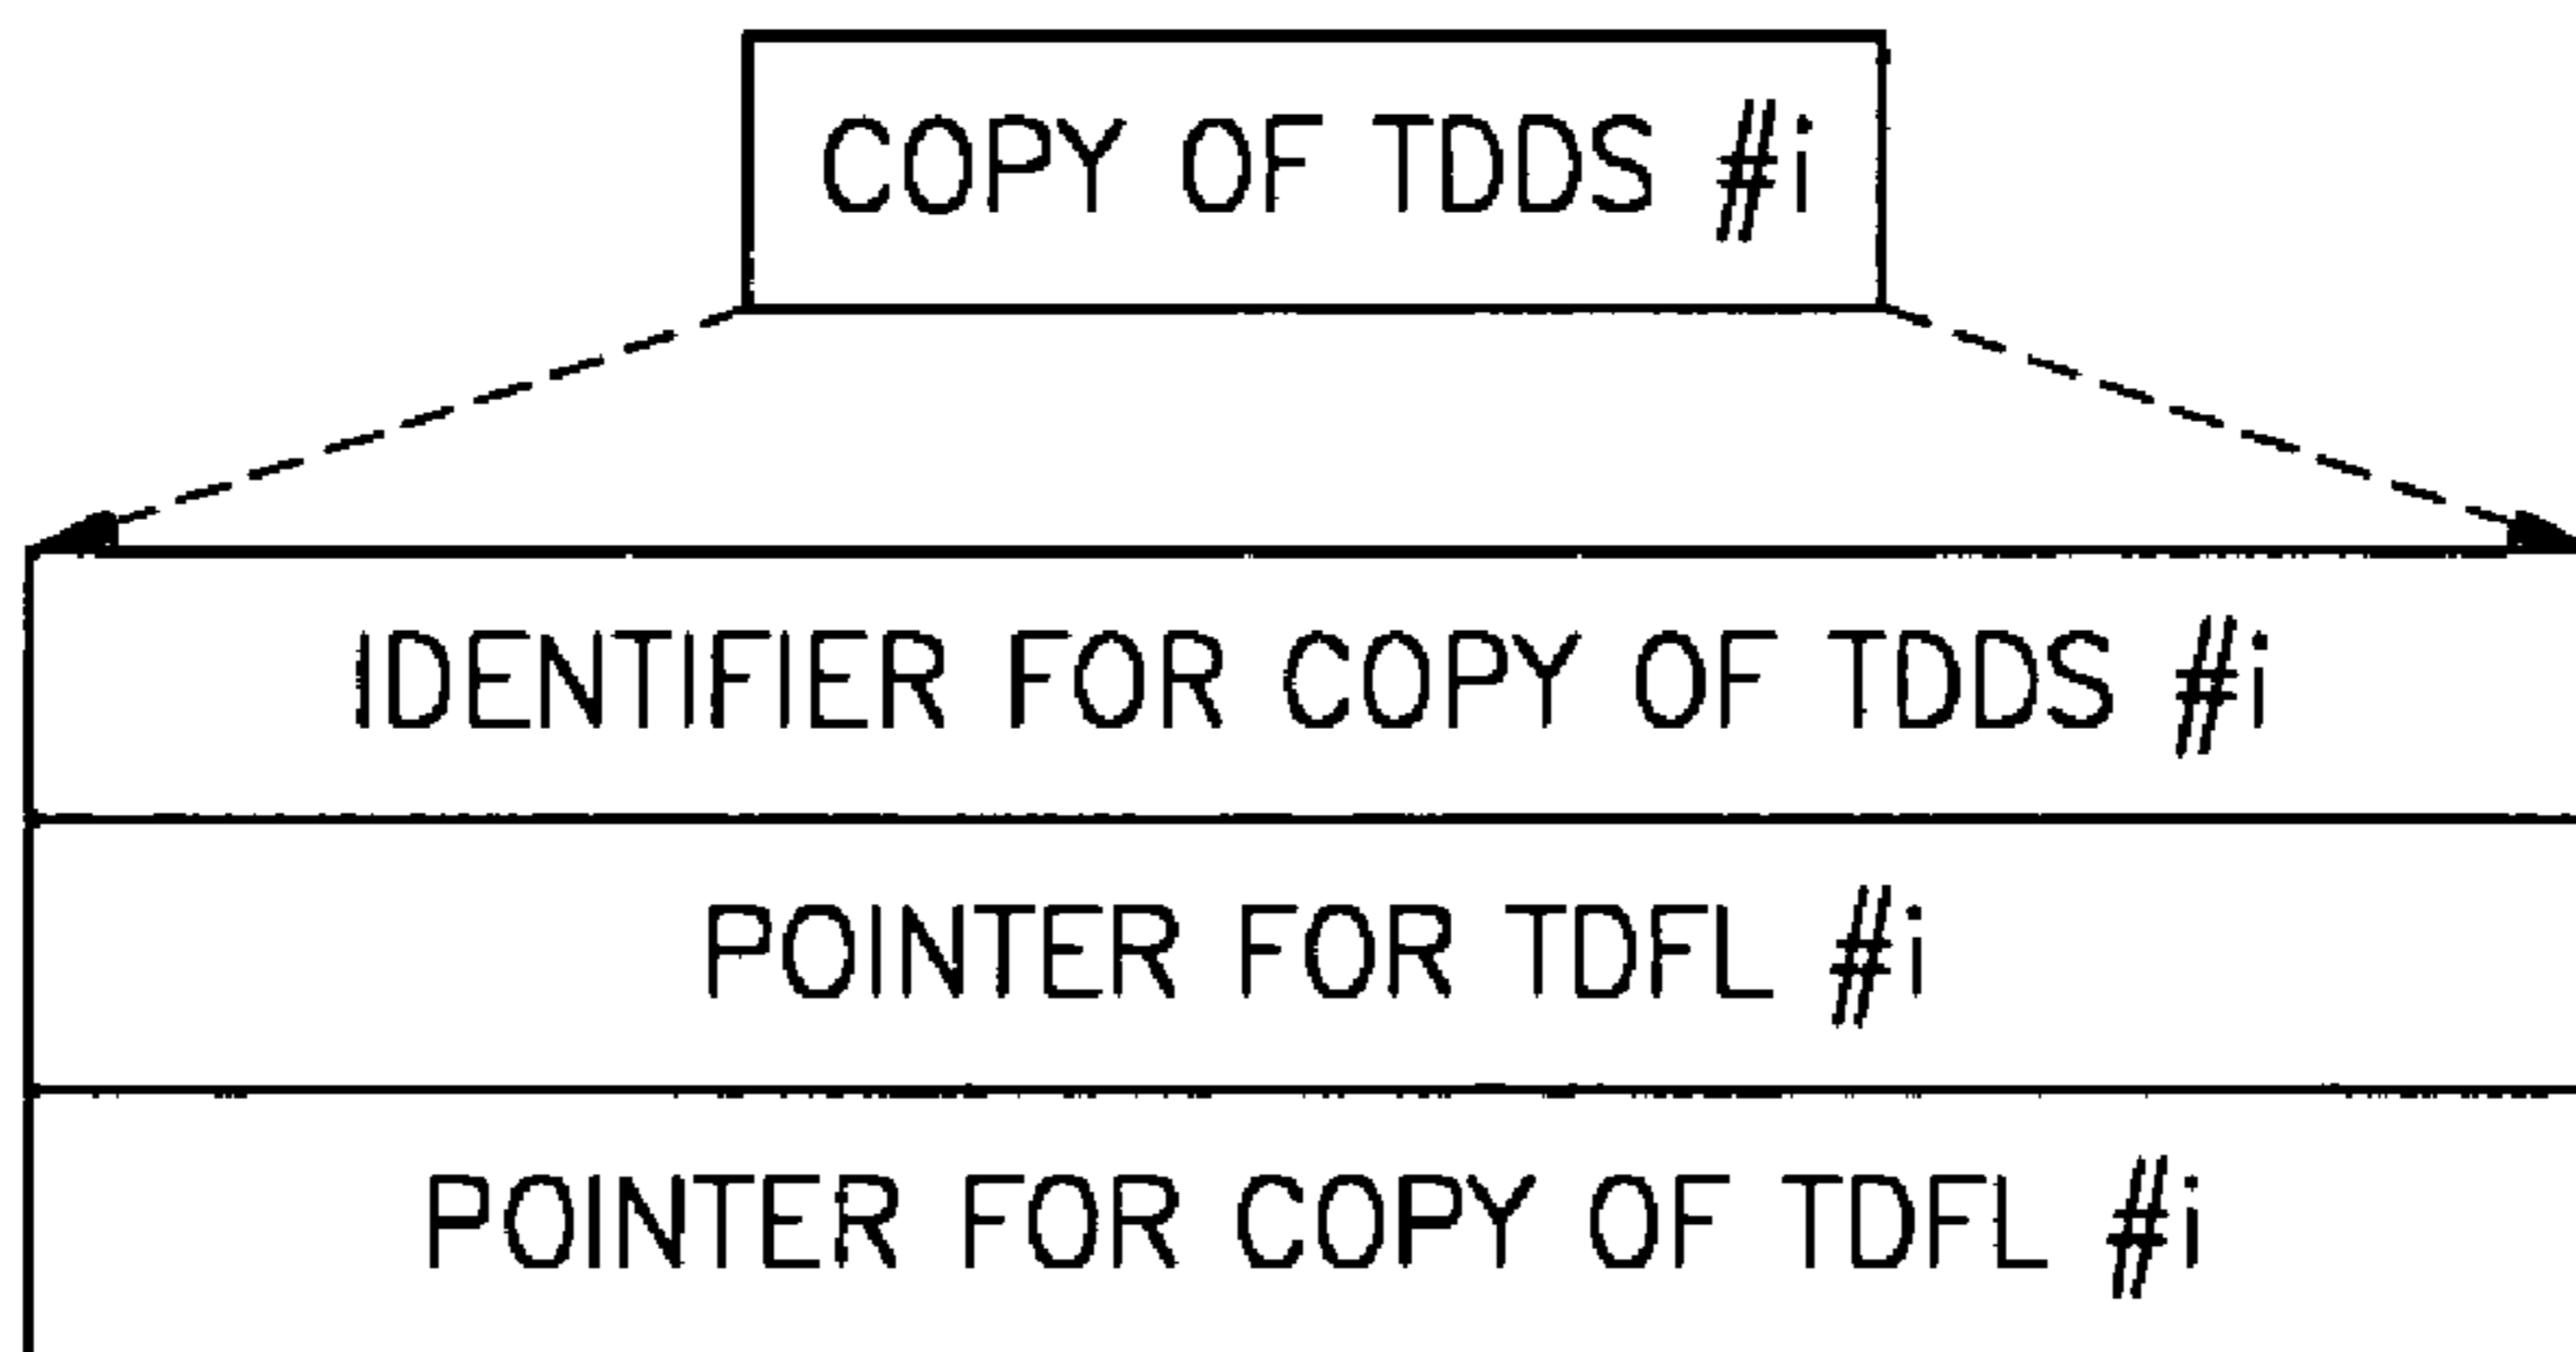 COPY OF TDDS #i
IDENTIFIER FOR COPY OF TDDS #i
POINTER FOR TDFL #i
POINTER FOR COPY OF TDFL #i